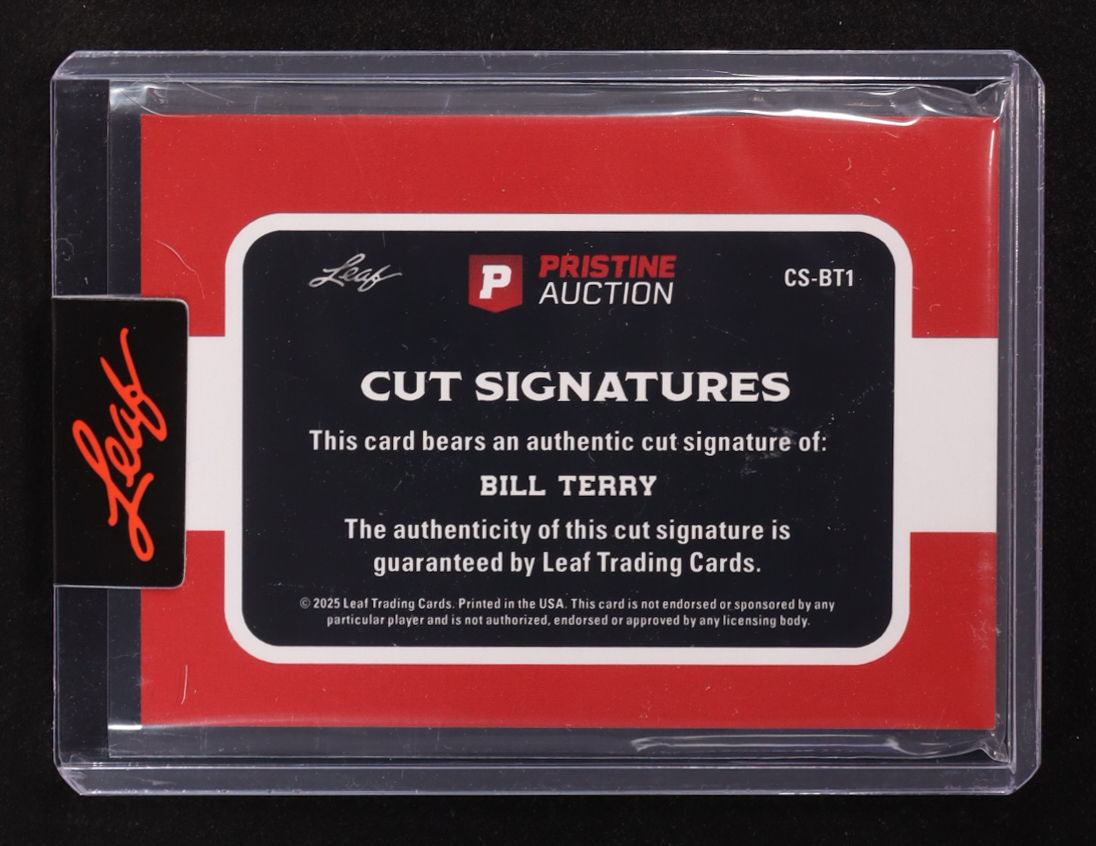 Leaf
P PRISTINE AUCTION
CS-BT1
Leaf
CUT SIGNATURES
This card bears an authentic cut signature of:
BILL TERRY
The authenticity of this cut signature is
guaranteed by Leaf Trading Cards.
© 2025 Leaf Trading Cards. Printed in the USA. This card is not endorsed or sponsored by any
particular player and is not authorized, endorsed or approved by any licensing body.